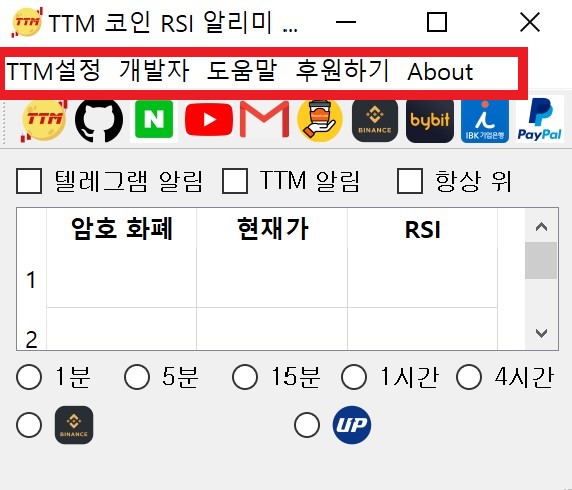 TTM TTM 코인 RSI 알리미 ...
TTM설정 개발자 도움말 후원하기 About
TTM N BINANCE bybit i IBK기업은행 PayPal
텔레그램 알림 TTM 알림 항상 위
암호 화폐 현재가 RSI
1
2
1분 5분 15분 1시간 4시간
BINANCE UP